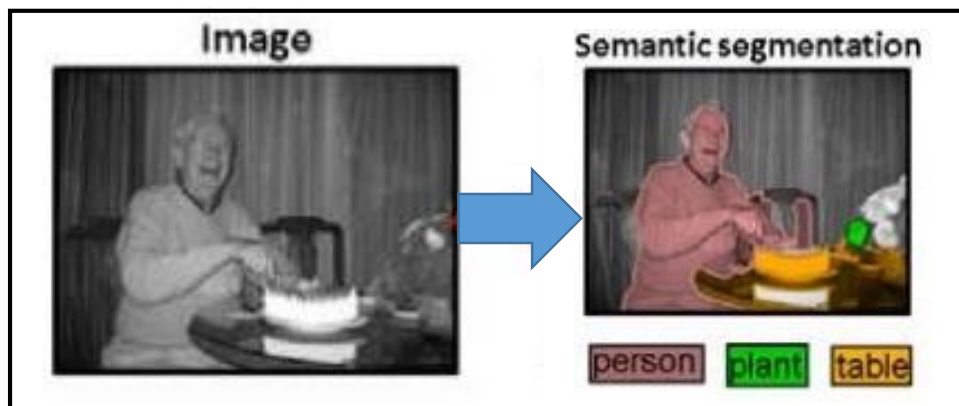 Image
Semantic segmentation
person
plant
table